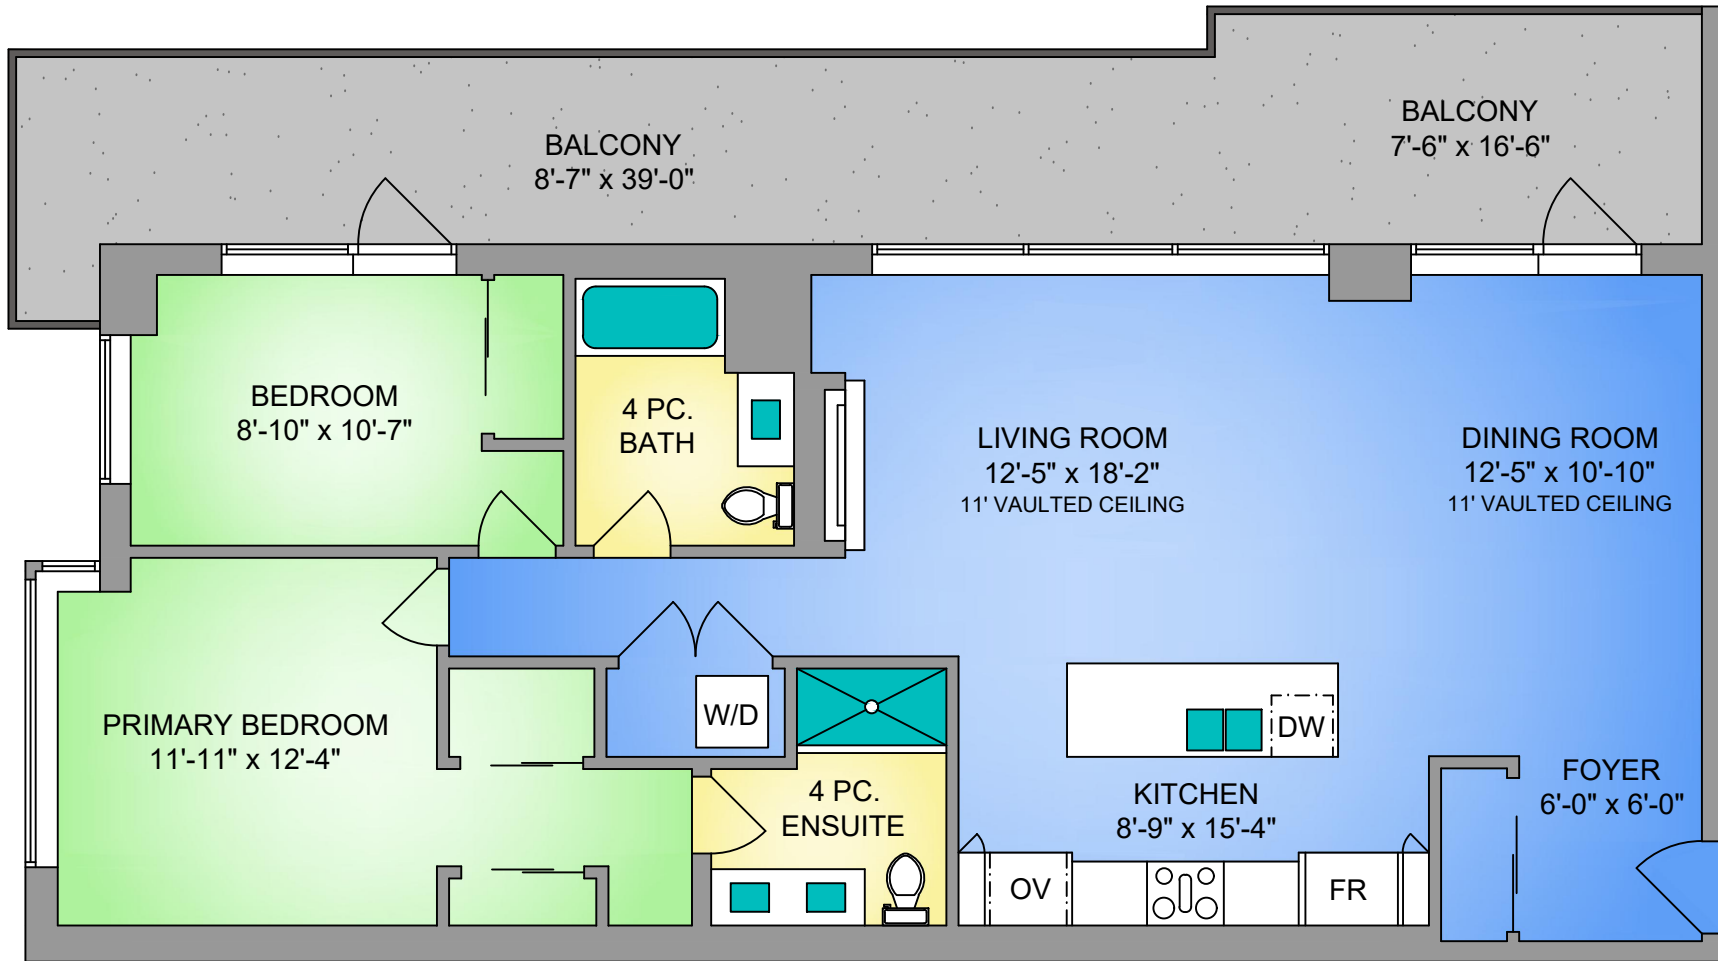 BALCONY
8'-7" x 39'-0"
BALCONY
7'-6" x 16'-6"
BEDROOM
8'-10" x 10'-7"
4 PC.
BATH
LIVING ROOM
12'-5" x 18'-2"
11' VAULTED CEILING
DINING ROOM
12'-5" x 10'-10"
11' VAULTED CEILING
PRIMARY BEDROOM
11'-11" x 12'-4"
W/D
4 PC.
ENSUITE
DW
KITCHEN
8'-9" x 15'-4"
FOYER
6'-0" x 6'-0"
OV
FR